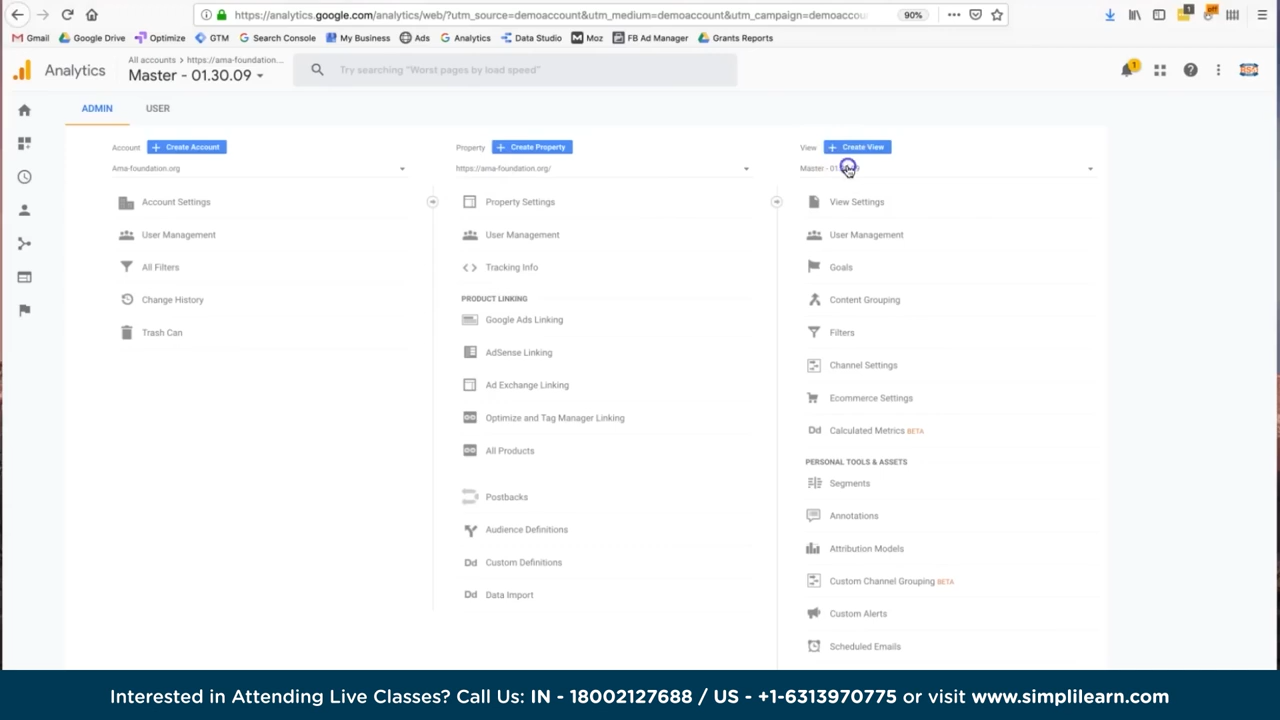 https://analytics.google.com/analytics/web/?utm_source=demoaccount&utm_medium=demoaccount&utm_campaign=demoaccou
90%
1
off
Gmail Google Drive Optimize GTM Search Console My Business Ads Analytics Data Studio Moz FB Ad Manager Grants Reports
Analytics
All accounts > https://ama-foundation...
Master - 01.30.09
Try searching "Worst pages by load speed"
1
ADMIN USER
Account + Create Account
Ama-foundation.org
Account Settings
User Management
All Filters
Change History
Trash Can
Property + Create Property
https://ama-foundation.org/
Property Settings
User Management
Tracking Info
PRODUCT LINKING
Google Ads Linking
AdSense Linking
Ad Exchange Linking
Optimize and Tag Manager Linking
All Products
Postbacks
Audience Definitions
Dd Custom Definitions
Dd Data Import
View + Create View
Master - 01
View Settings
User Management
Goals
Content Grouping
Filters
Channel Settings
Ecommerce Settings
Dd Calculated Metrics BETA
PERSONAL TOOLS & ASSETS
Segments
Annotations
Attribution Models
Custom Channel Grouping BETA
Custom Alerts
Scheduled Emails
Interested in Attending Live Classes? Call Us: IN - 18002127688 / US - +1-6313970775 or visit www.simplilearn.com